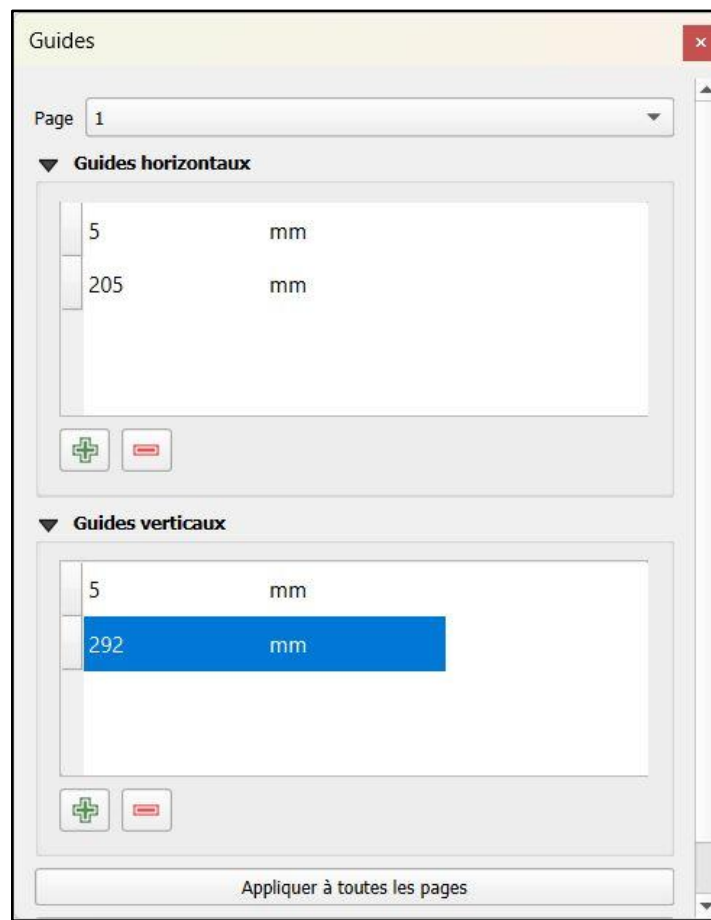 Guides
Page 1
Guides horizontaux
5 mm
205 mm
Guides verticaux
5 mm
292 mm
Appliquer à toutes les pages